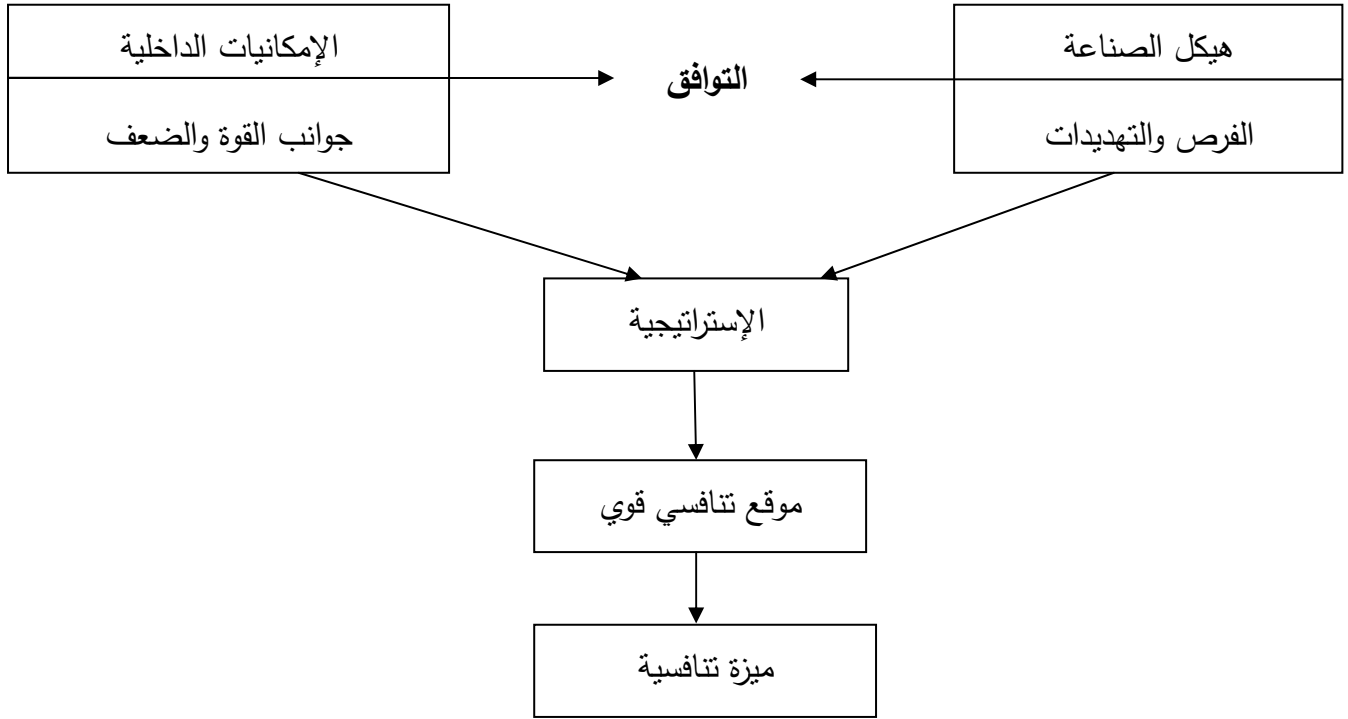 هيكل الصناعة
الفرص والتهديدات
التوافق
الإمكانيات الداخلية
جوانب القوة والضعف
الإستراتيجية
موقع تنافسي قوي
ميزة تنافسية